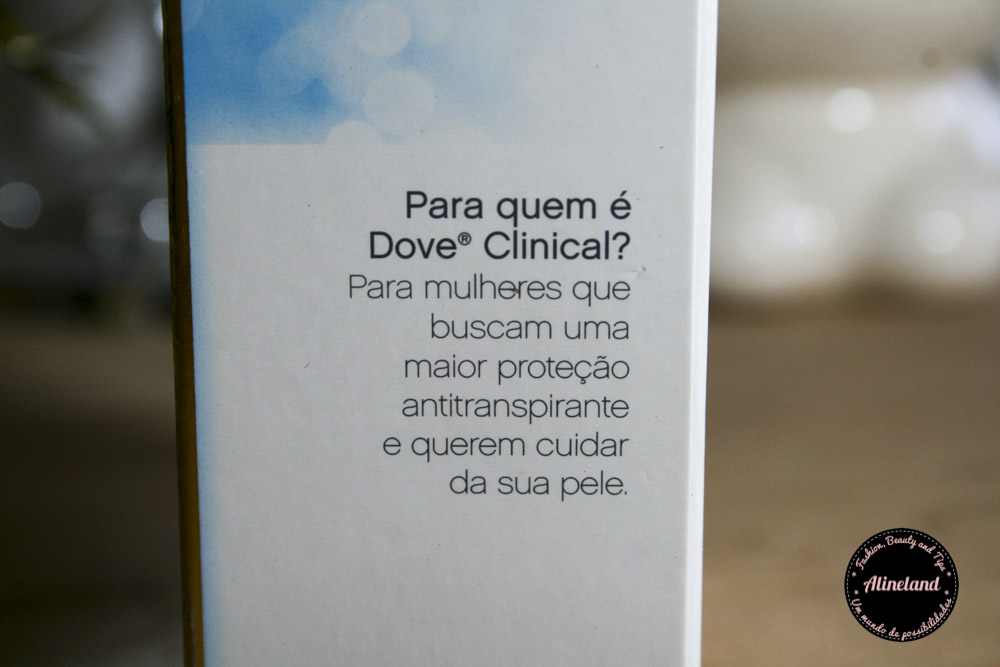 Para quem é
Dove® Clinical?
Para mulheres que
buscam uma
maior proteção
antitranspirante
e querem cuidar
da sua pele.
Fashion, Beauty and Tips
Alineland
Um mundo de possibilidades